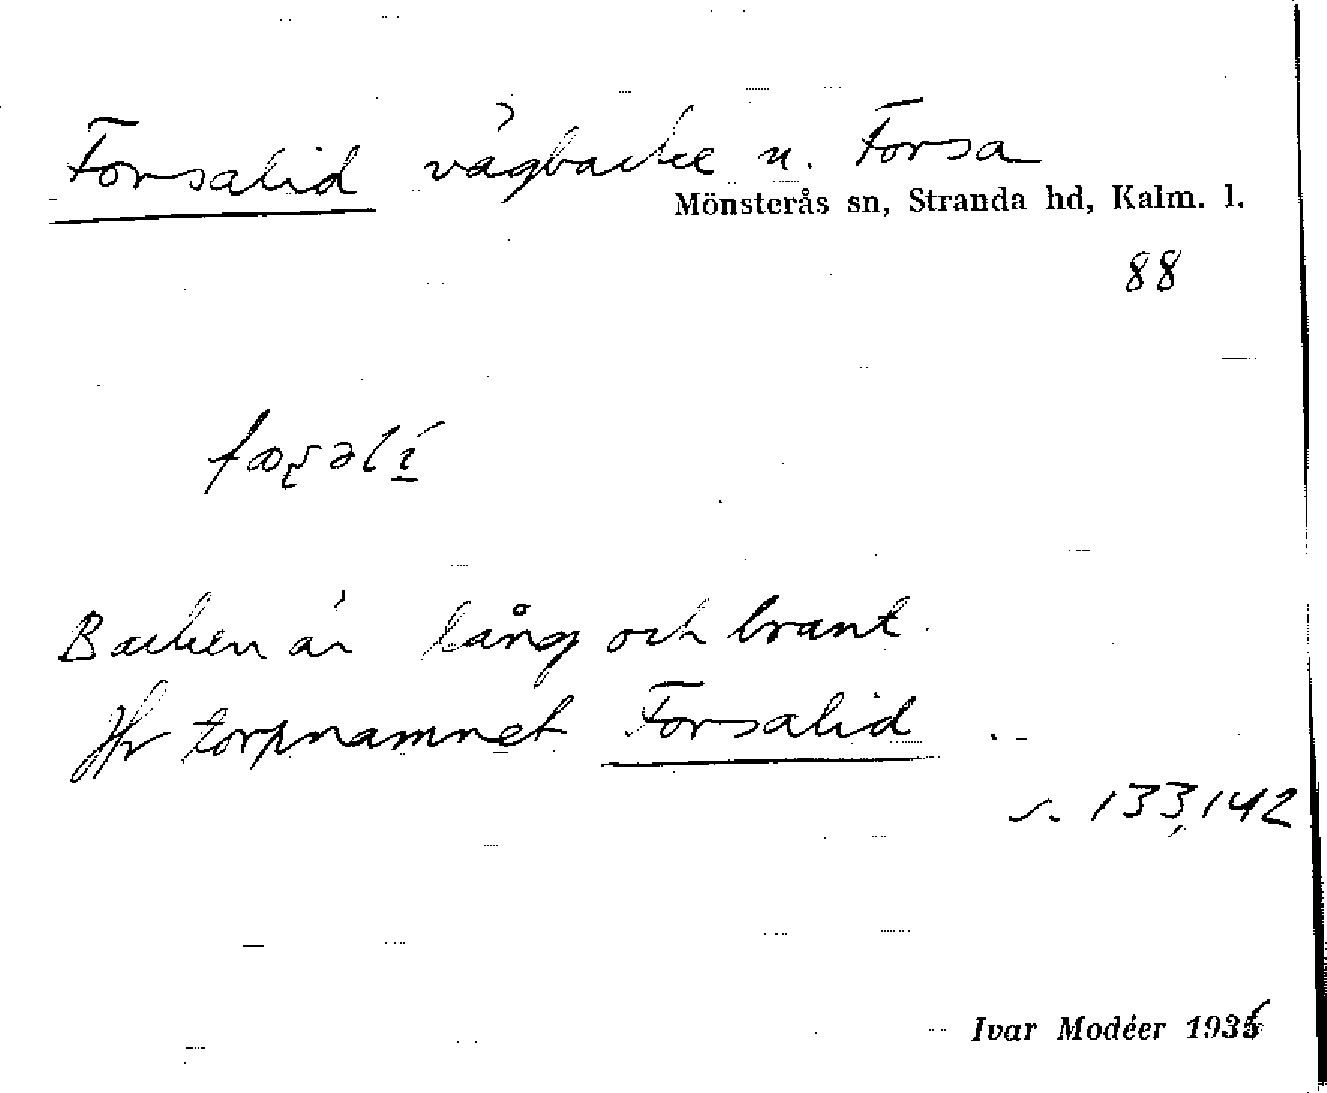 Forsalid vägbacke u. Forsa
Mönsterås sn, Stranda hd, Kalm. l.
88
Backen är lång och brant.
Jfr torpnamnet Forsalid
s. 133, 142
Ivar Modéer 1936